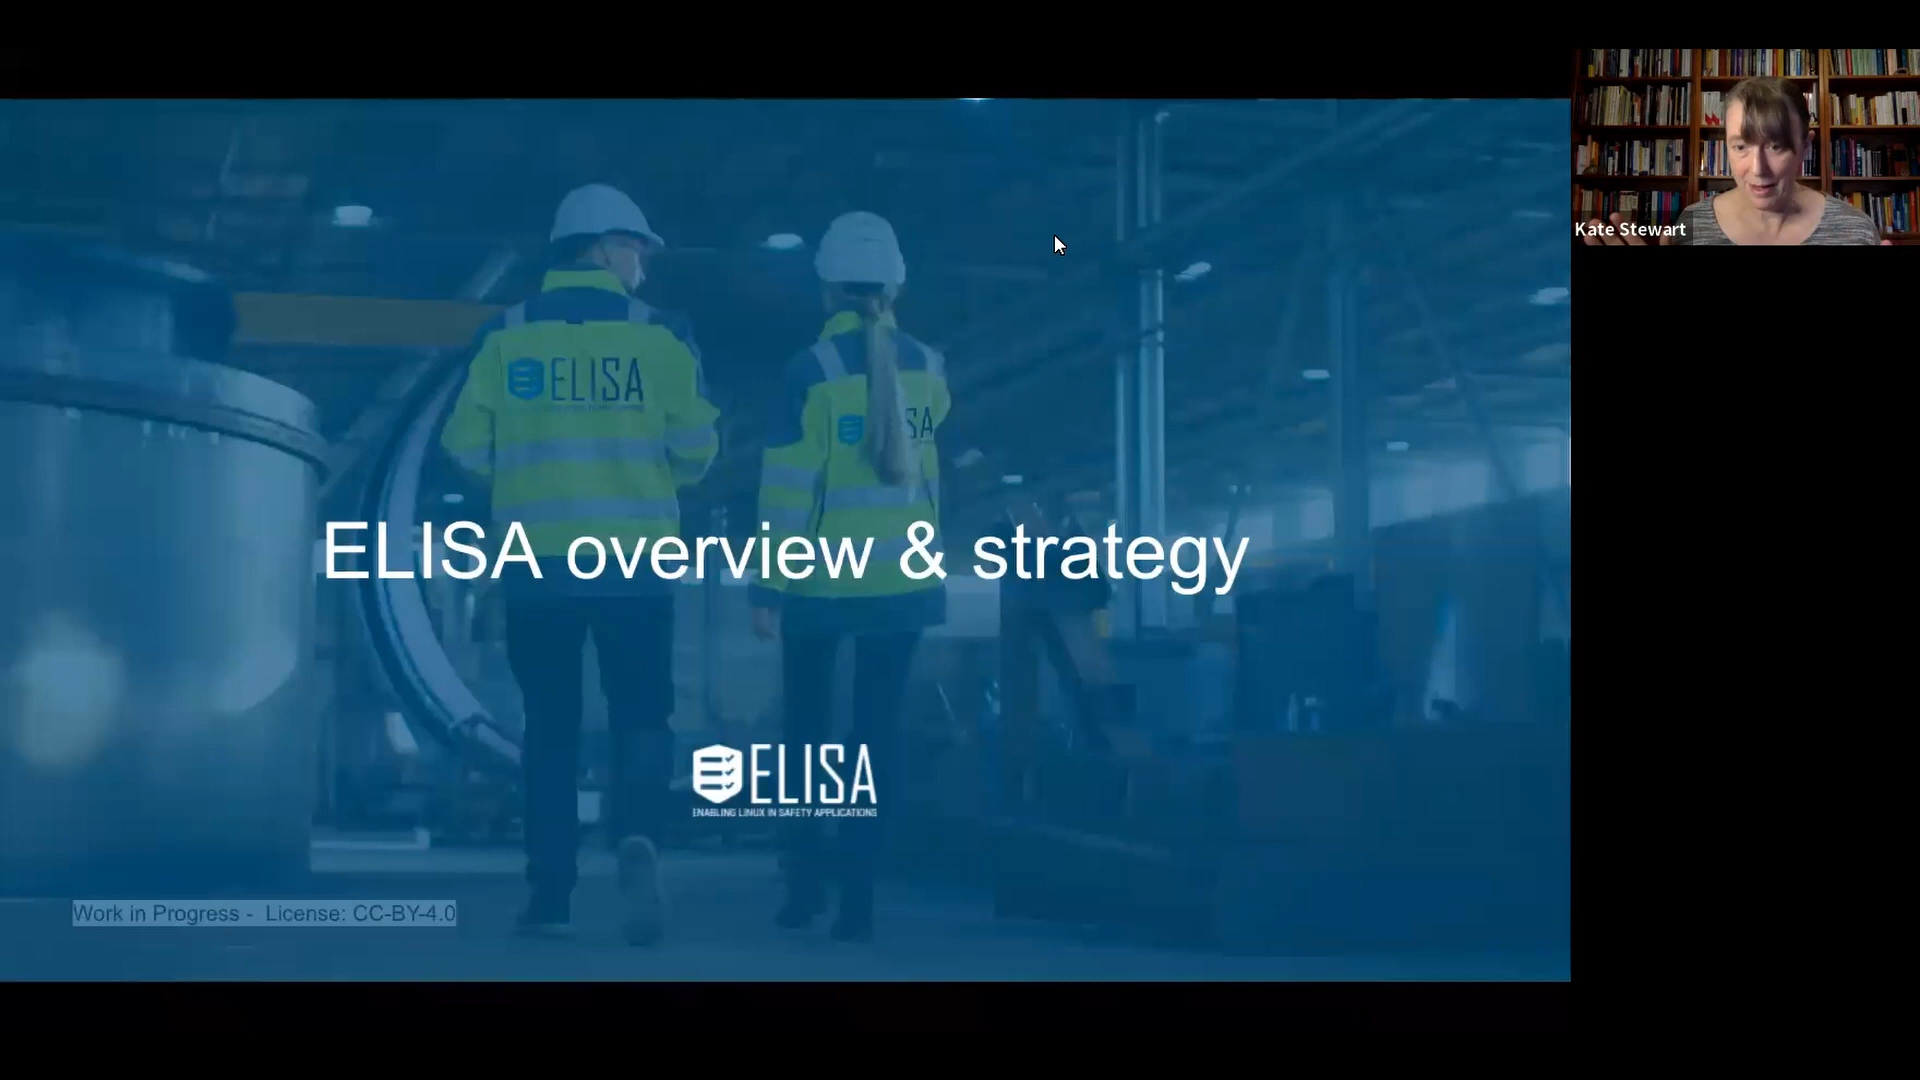 Kate Stewart
ELISA
SA
ELISA overview & strategy
ELISA
ENABLING LINUX IN SAFETY APPLICATIONS
Work in Progress - License: CC-BY-4.0